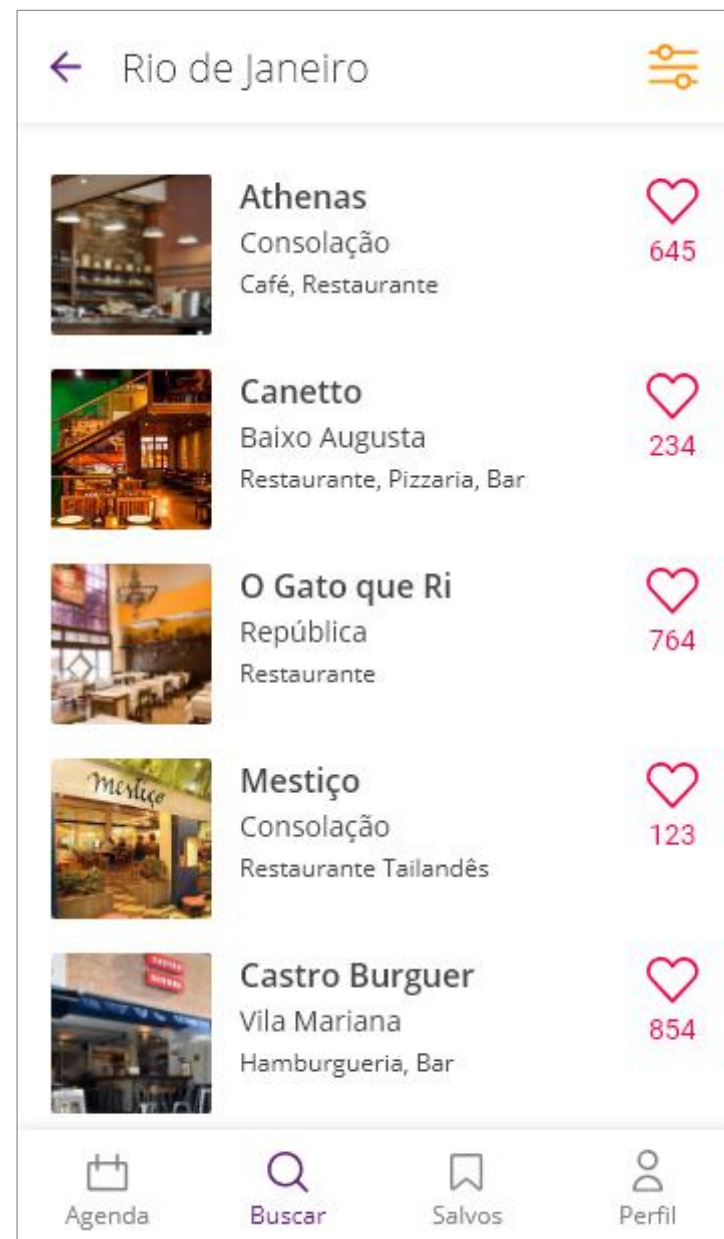 Rio de Janeiro
Athenas
Consolação
Café, Restaurante
645
Canetto
Baixo Augusta
Restaurante, Pizzaria, Bar
234
O Gato que Ri
República
Restaurante
764
mestiço
Mestiço
Consolação
Restaurante Tailandês
123
Castro Burguer
Vila Mariana
Hamburgueria, Bar
854
Agenda
Buscar
Salvos
Perfil